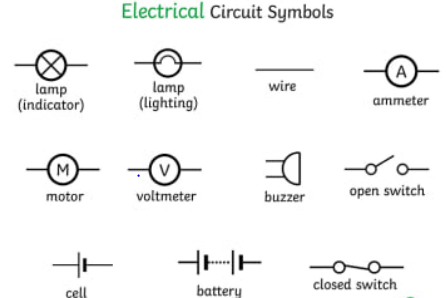 Electrical Circuit Symbols
lamp
(indicator)
lamp
(lighting)
wire
A
ammeter
M
motor
V
voltmeter
buzzer
open switch
cell
battery
closed switch